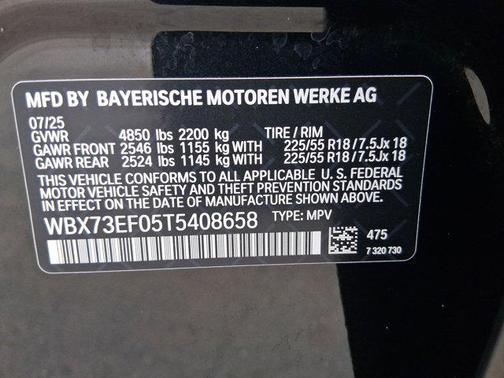 MFD BY BAYERISCHE MOTOREN WERKE AG
07/25
GVWR 4850 lbs 2200 kg TIRE / RIM
GAWR FRONT 2546 lbs 1155 kg WITH 225/55 R18 / 7.5Jx 18
GAWR REAR 2524 lbs 1145 kg WITH 225/55 R18 / 7.5Jx 18
THIS VEHICLE CONFORMS TO ALL APPLICABLE U. S. FEDERAL
MOTOR VEHICLE SAFETY AND THEFT PREVENTION STANDARDS
IN EFFECT ON THE DATE OF MANUFACTURE SHOWN ABOVE.
WBX73EF05T5408658 TYPE: MPV
475
7 320 730